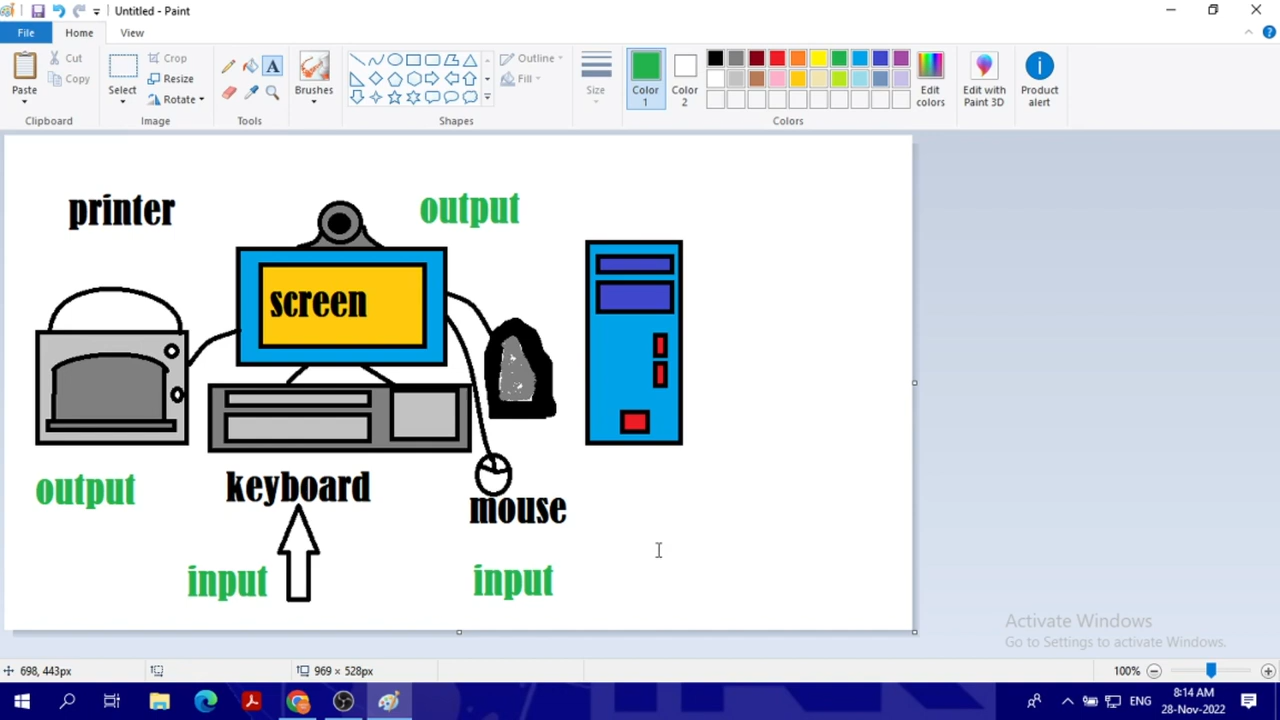 Untitled - Paint
File
Home
View
Paste
Cut
Copy
Clipboard
Select
Crop
Resize
Rotate
Image
A
Tools
Brushes
Shapes
Outline
Fill
Size
Color 1
Color 2
Edit colors
Colors
Edit with Paint 3D
Product alert
printer
output
screen
output
keyboard
mouse
input
input
Activate Windows
Go to Settings to activate Windows.
698, 443px
969 × 528px
100%
ENG
8:14 AM
28-Nov-2022